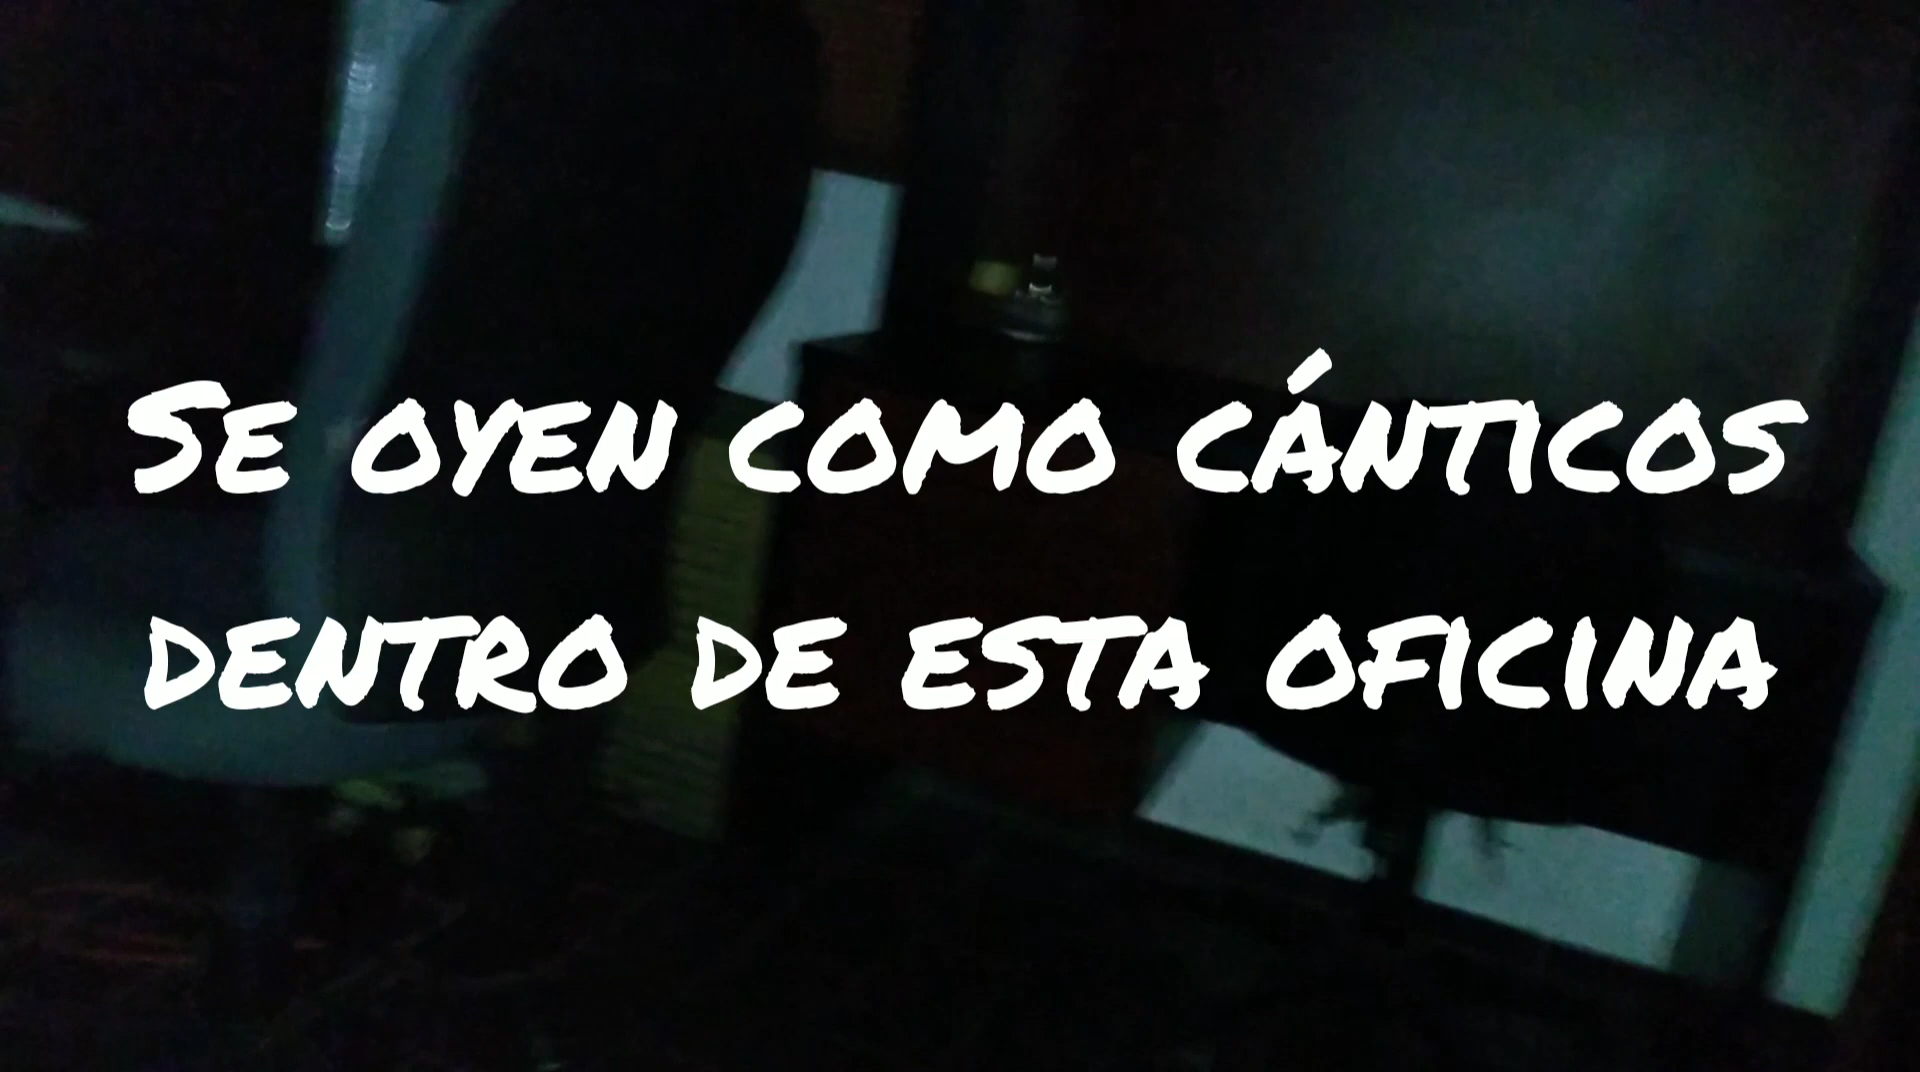 Se oyen como cánticos
dentro de esta oficina